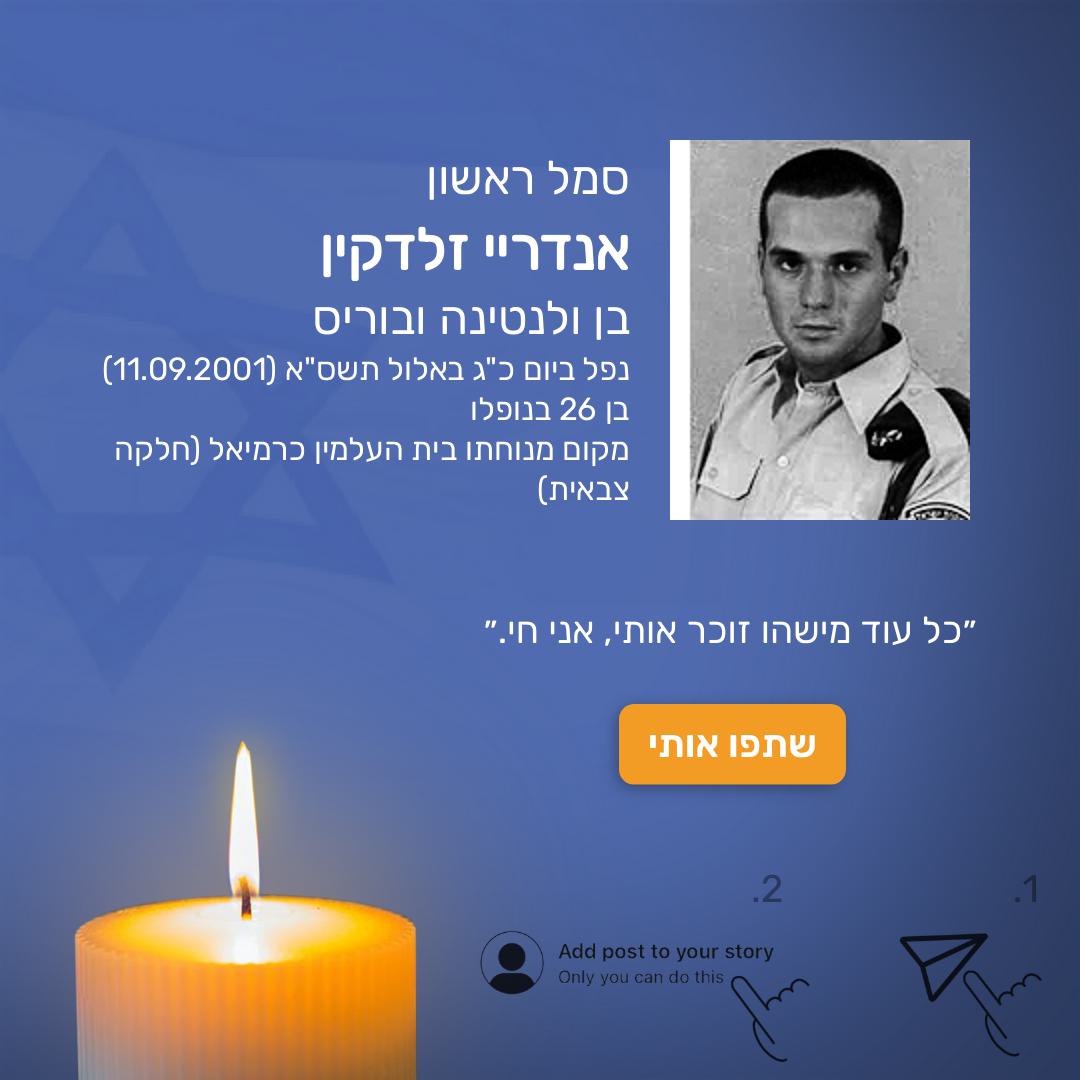 סמל ראשון
אנדריי זלדקין
בן ולנטינה ובוריס
נפל ביום כ"ג באלול תשס"א (11.09.2001)
בן 26 בנופלו
מקום מנוחתו בית העלמין כרמיאל (חלקה
צבאית)
״כל עוד מישהו זוכר אותי, אני חי.״
שתפו אותי
1.
2.
Add post to your story
Only you can do this